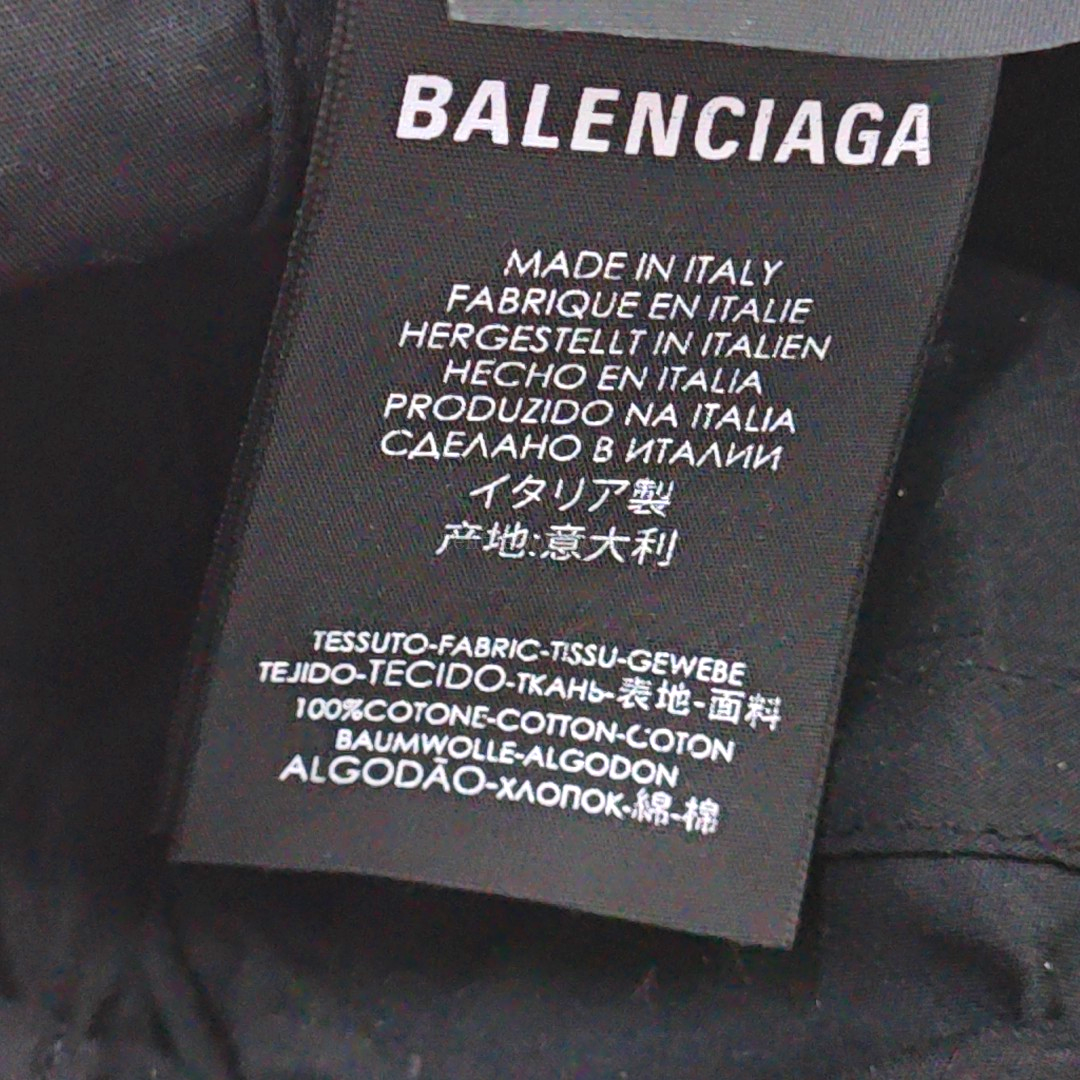 BALENCIAGA
MADE IN ITALY
FABRIQUE EN ITALIE
HERGESTELLT IN ITALIEN
HECHO EN ITALIA
PRODUZIDO NA ITALIA
СДЕЛАНО В ИТАЛИИ
イタリア製
产地:意大利
TESSUTO-FABRIC-TISSU-GEWEBE
TEJIDO-TECIDO-ТКАНЬ-表地-面料
100%COTONE-COTTON-COTON
BAUMWOLLE-ALGODON
ALGODÃO-ХЛОПОК-綿-棉